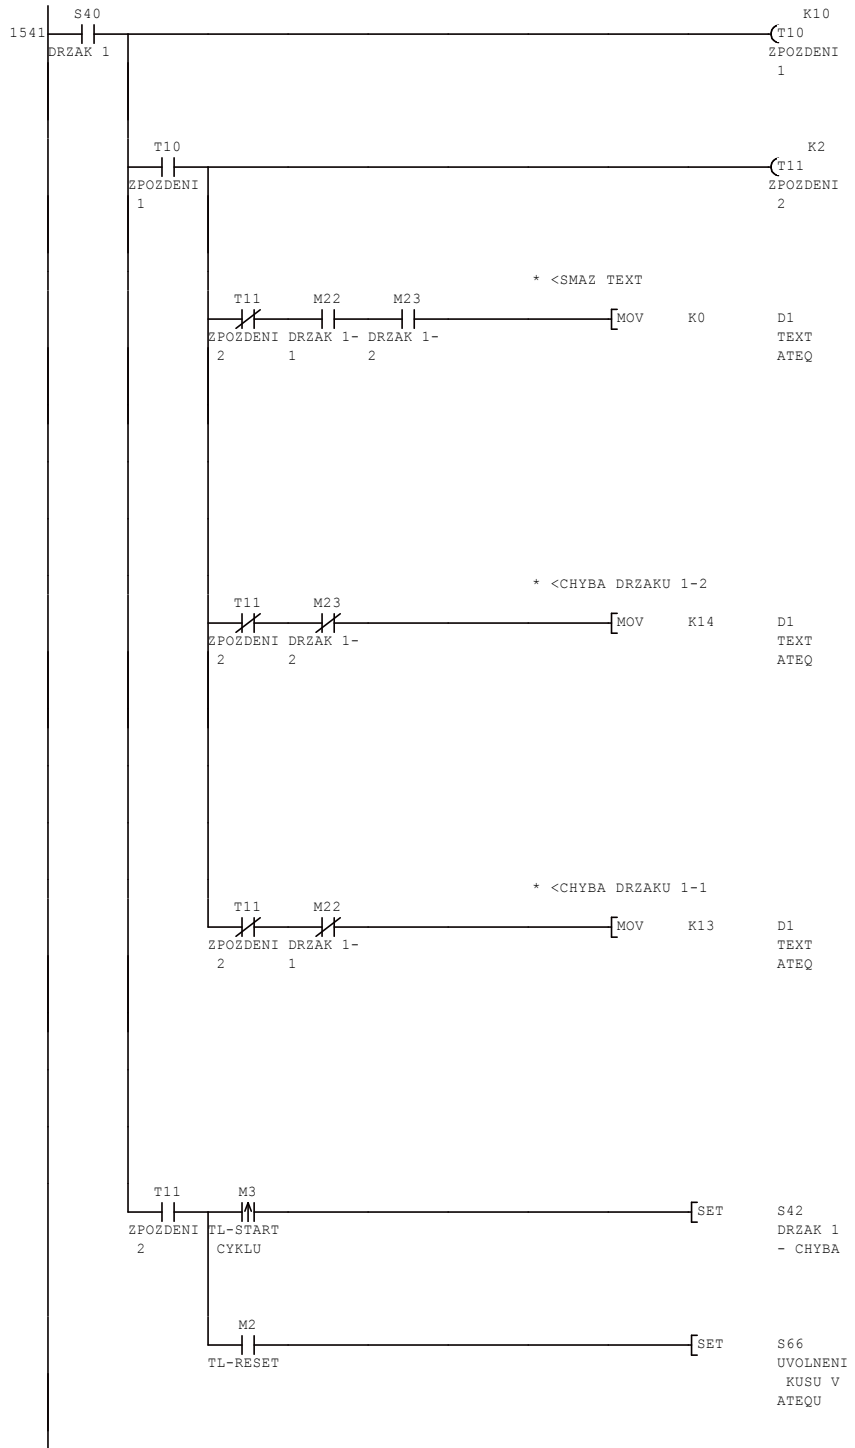 S40 K10
1541 T10
DRZAK 1 ZPOZDENI
1
T10 K2
T11
ZPOZDENI ZPOZDENI
1 2
* <SMAZ TEXT
T11 M22 M23
MOV K0 D1
ZPOZDENI DRZAK 1- DRZAK 1- TEXT
2 1 2 ATEQ
* <CHYBA DRZAKU 1-2
T11 M23
MOV K14 D1
ZPOZDENI DRZAK 1- TEXT
2 2 ATEQ
* <CHYBA DRZAKU 1-1
T11 M22
MOV K13 D1
ZPOZDENI DRZAK 1- TEXT
2 1 ATEQ
T11 M3
SET S42
ZPOZDENI TL-START DRZAK 1
2 CYKLU - CHYBA
M2
SET S66
TL-RESET UVOLNENI
KUSU V
ATEQU